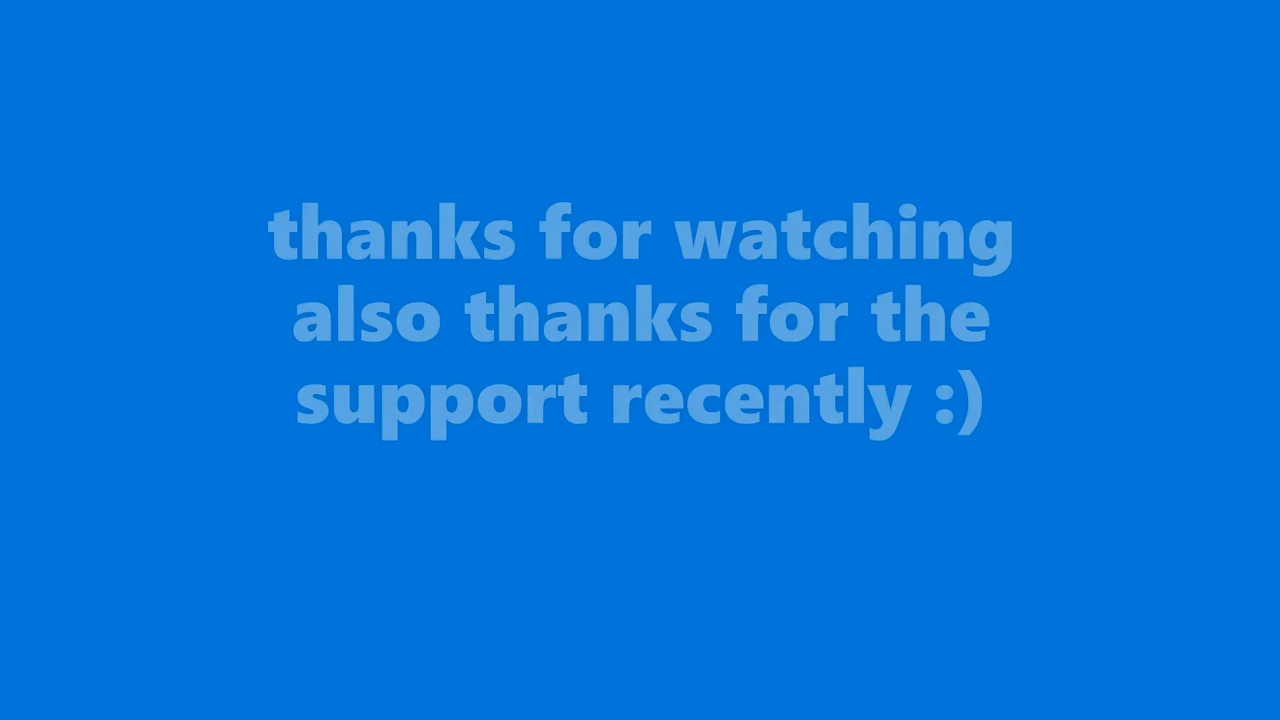 thanks for watching
also thanks for the
support recently :)